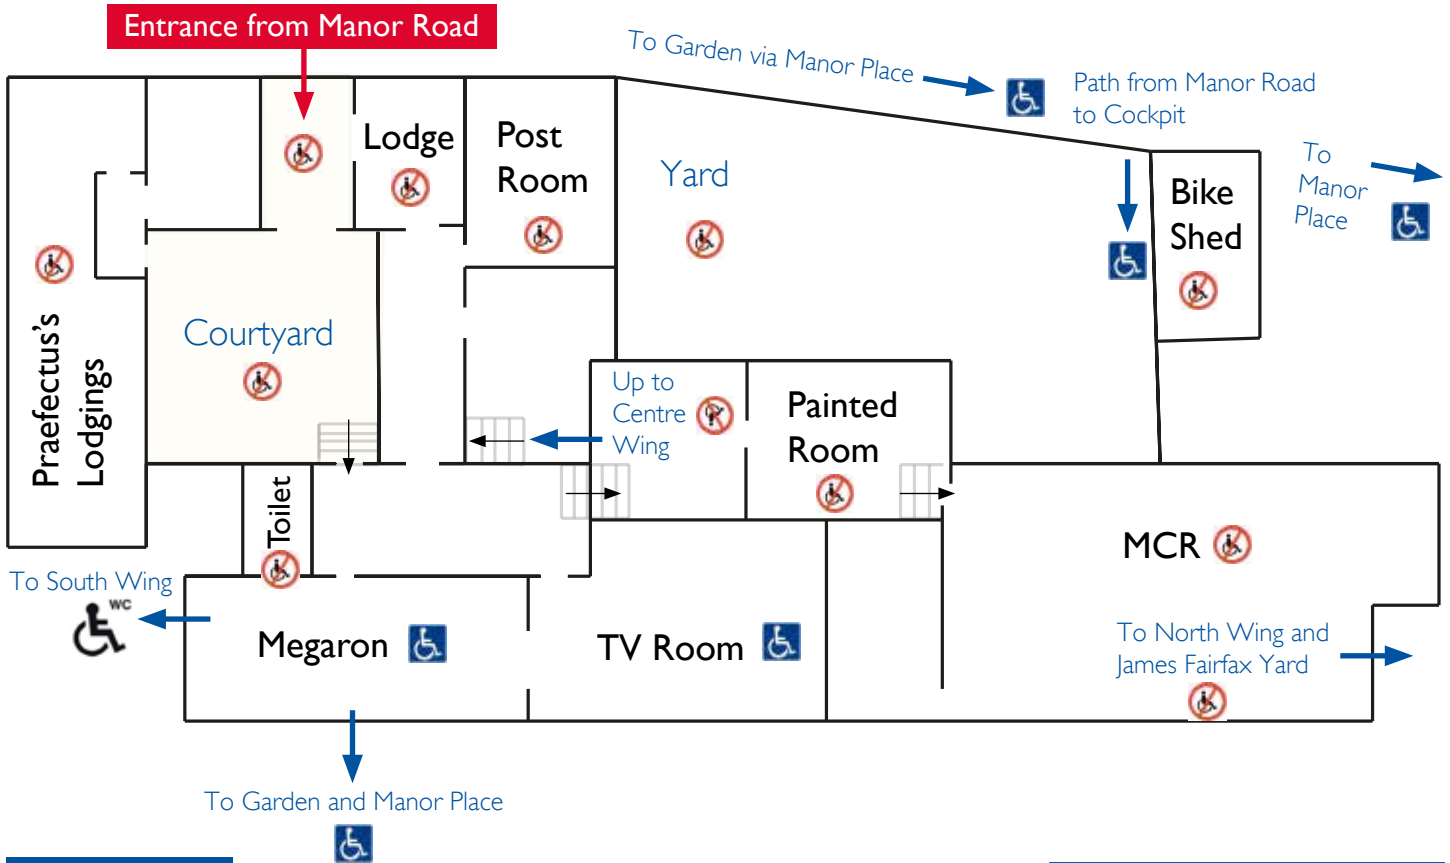 Entrance from Manor Road
To Garden via Manor Place
Path from Manor Road
to Cockpit
To
Manor
Place
Lodge
Post
Room
Yard
Bike
Shed
Praefectus's
Lodgings
Courtyard
Up to
Centre
Wing
Painted
Room
Toilet
MCR
To South Wing
WC
Megaron
TV Room
To North Wing and
James Fairfax Yard
To Garden and Manor Place